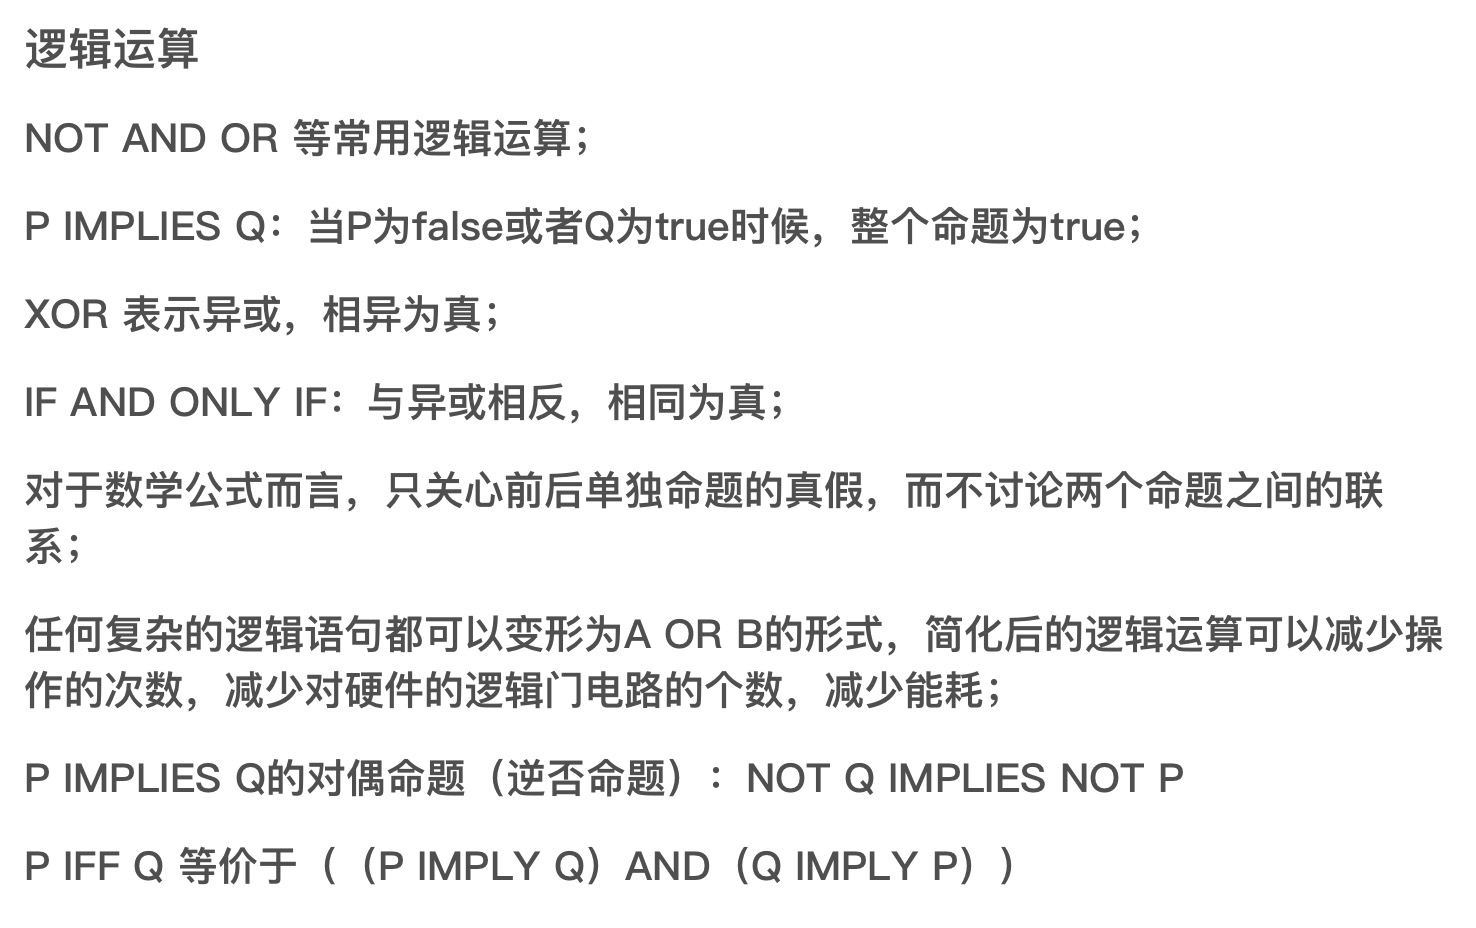 逻辑运算
NOT AND OR 等常用逻辑运算；
P IMPLIES Q：当P为false或者Q为true时候，整个命题为true；
XOR 表示异或，相异为真；
IF AND ONLY IF：与异或相反，相同为真；
对于数学公式而言，只关心前后单独命题的真假，而不讨论两个命题之间的联
系；
任何复杂的逻辑语句都可以变形为A OR B的形式，简化后的逻辑运算可以减少操
作的次数，减少对硬件的逻辑门电路的个数，减少能耗；
P IMPLIES Q的对偶命题（逆否命题）：NOT Q IMPLIES NOT P
P IFF Q 等价于（（P IMPLY Q）AND（Q IMPLY P））